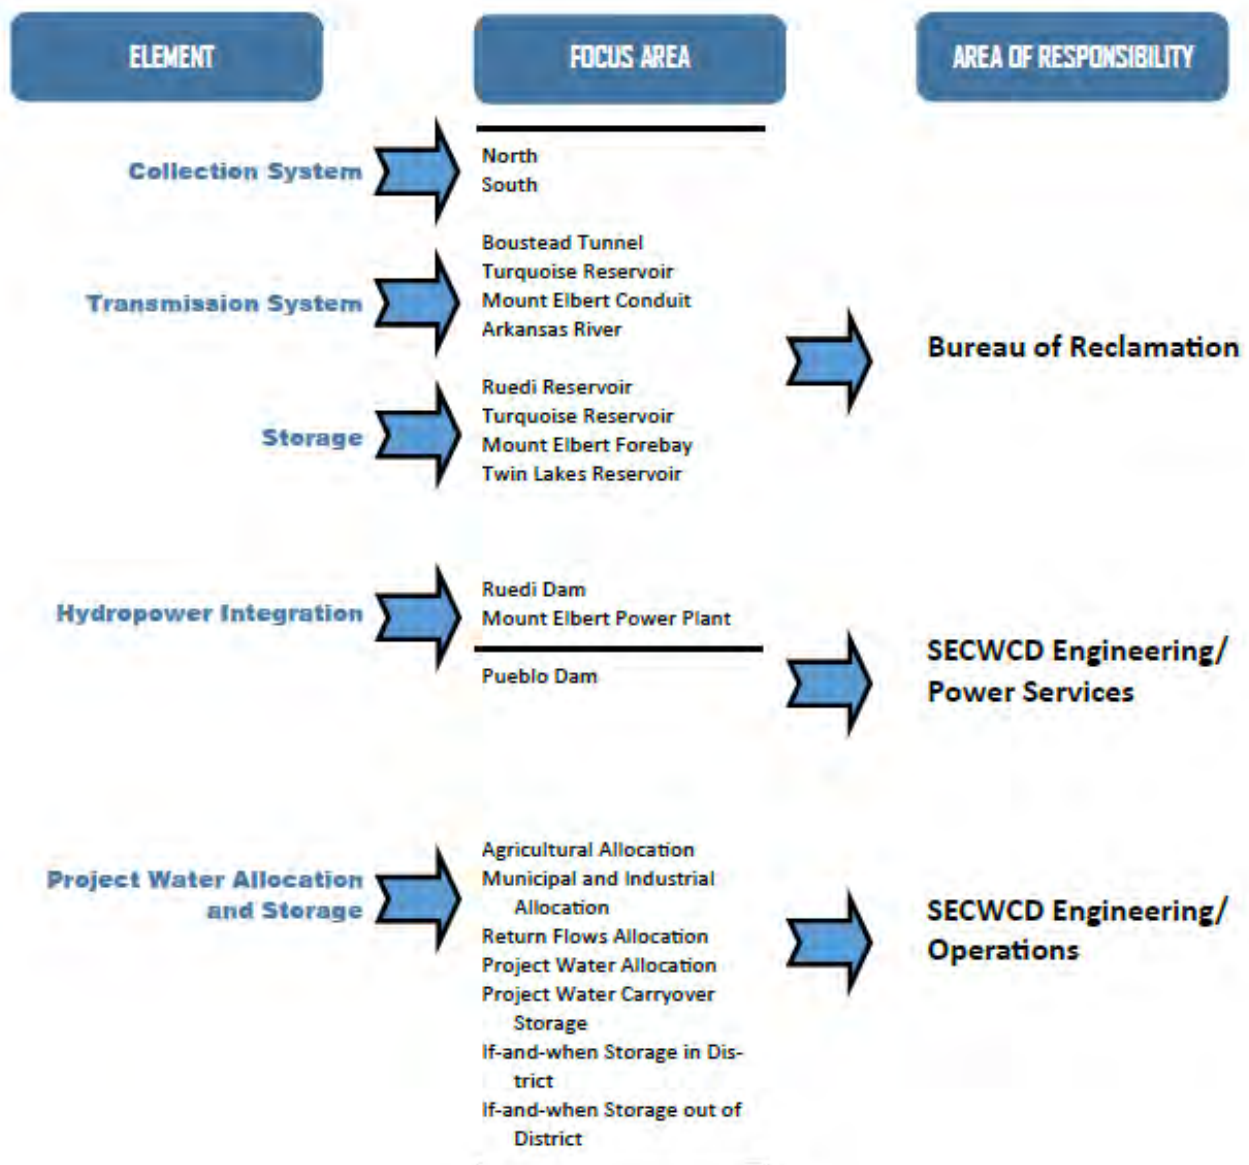 ELEMENT
FOCUS AREA
AREA OF RESPONSIBILITY
Collection System
North
South
Transmission System
Boustead Tunnel
Turquoise Reservoir
Mount Elbert Conduit
Arkansas River
Storage
Ruedi Reservoir
Turquoise Reservoir
Mount Elbert Forebay
Twin Lakes Reservoir
Bureau of Reclamation
Hydropower Integration
Ruedi Dam
Mount Elbert Power Plant
Pueblo Dam
SECWCD Engineering/
Power Services
Project Water Allocation
and Storage
Agricultural Allocation
Municipal and Industrial
Allocation
Return Flows Allocation
Project Water Allocation
Project Water Carryover
Storage
If-and-when Storage in Dis-
trict
If-and-when Storage out of
District
SECWCD Engineering/
Operations